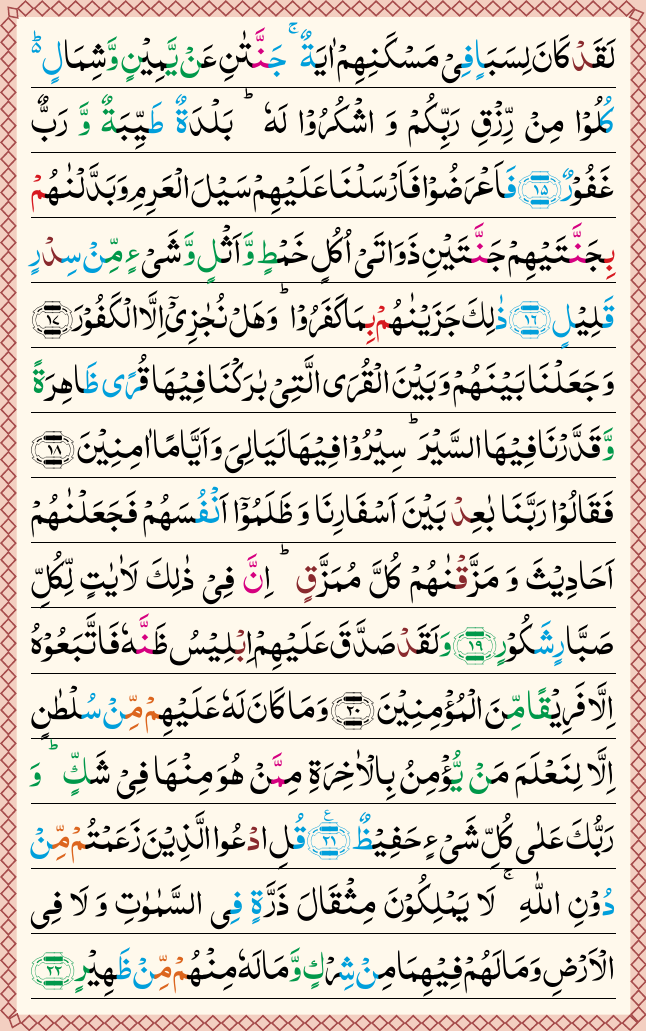 لَقَدْ كَانَ لِسَبَاٍ فِیْ مَسْكَنِهِمْ اٰیَةٌ ۚ جَنَّتٰنِ عَنْ یَّمِیْنٍ وَّ شِمَالٍ ؕ۬
كُلُوْا مِنْ رِّزْقِ رَبِّكُمْ وَ اشْكُرُوْا لَهٗ ؕ بَلْدَةٌ طَیِّبَةٌ وَّ رَبٌّ
غَفُوْرٌ ﴿۱۵﴾ فَاَعْرَضُوْا فَاَرْسَلْنَا عَلَیْهِمْ سَیْلَ الْعَرِمِ وَ بَدَّلْنٰهُمْ
بِجَنَّتَیْهِمْ جَنَّتَیْنِ ذَوَاتَیْ اُكُلٍ خَمْطٍ وَّ اَثْلٍ وَّ شَیْءٍ مِّنْ سِدْرٍ
قَلِیْلٍ ﴿۱۶﴾ ذٰلِكَ جَزَیْنٰهُمْ بِمَا كَفَرُوْا ؕ وَ هَلْ نُجٰزِیْۤ اِلَّا الْكَفُوْرَ ﴿۱۷﴾
وَ جَعَلْنَا بَیْنَهُمْ وَ بَیْنَ الْقُرَی الَّتِیْ بٰرَكْنَا فِیْهَا قُرًی ظَاهِرَةً
وَّ قَدَّرْنَا فِیْهَا السَّیْرَ ؕ سِیْرُوْا فِیْهَا لَیَالِیَ وَ اَیَّامًا اٰمِنِیْنَ ﴿۱۸﴾
فَقَالُوْا رَبَّنَا بٰعِدْ بَیْنَ اَسْفَارِنَا وَ ظَلَمُوْۤا اَنْفُسَهُمْ فَجَعَلْنٰهُمْ
اَحَادِیْثَ وَ مَزَّقْنٰهُمْ كُلَّ مُمَزَّقٍ ؕ اِنَّ فِیْ ذٰلِكَ لَاٰیٰتٍ لِّكُلِّ
صَبَّارٍ شَكُوْرٍ ﴿۱۹﴾ وَ لَقَدْ صَدَّقَ عَلَیْهِمْ اِبْلِیْسُ ظَنَّهٗ فَاتَّبَعُوْهُ
اِلَّا فَرِیْقًا مِّنَ الْمُؤْمِنِیْنَ ﴿۲۰﴾ وَ مَا كَانَ لَهٗ عَلَیْهِمْ مِّنْ سُلْطٰنٍ
اِلَّا لِنَعْلَمَ مَنْ یُّؤْمِنُ بِالْاٰخِرَةِ مِمَّنْ هُوَ مِنْهَا فِیْ شَكٍّ ؕ وَ
رَبُّكَ عَلٰی كُلِّ شَیْءٍ حَفِیْظٌ ﴿۲۱﴾ ع قُلِ ادْعُوا الَّذِیْنَ زَعَمْتُمْ مِّنْ
دُوْنِ اللّٰهِ ۚ لَا یَمْلِكُوْنَ مِثْقَالَ ذَرَّةٍ فِی السَّمٰوٰتِ وَ لَا فِی
الْاَرْضِ وَ مَا لَهُمْ فِیْهِمَا مِنْ شِرْكٍ وَّ مَا لَهٗ مِنْهُمْ مِّنْ ظَهِیْرٍ ﴿۲۲﴾